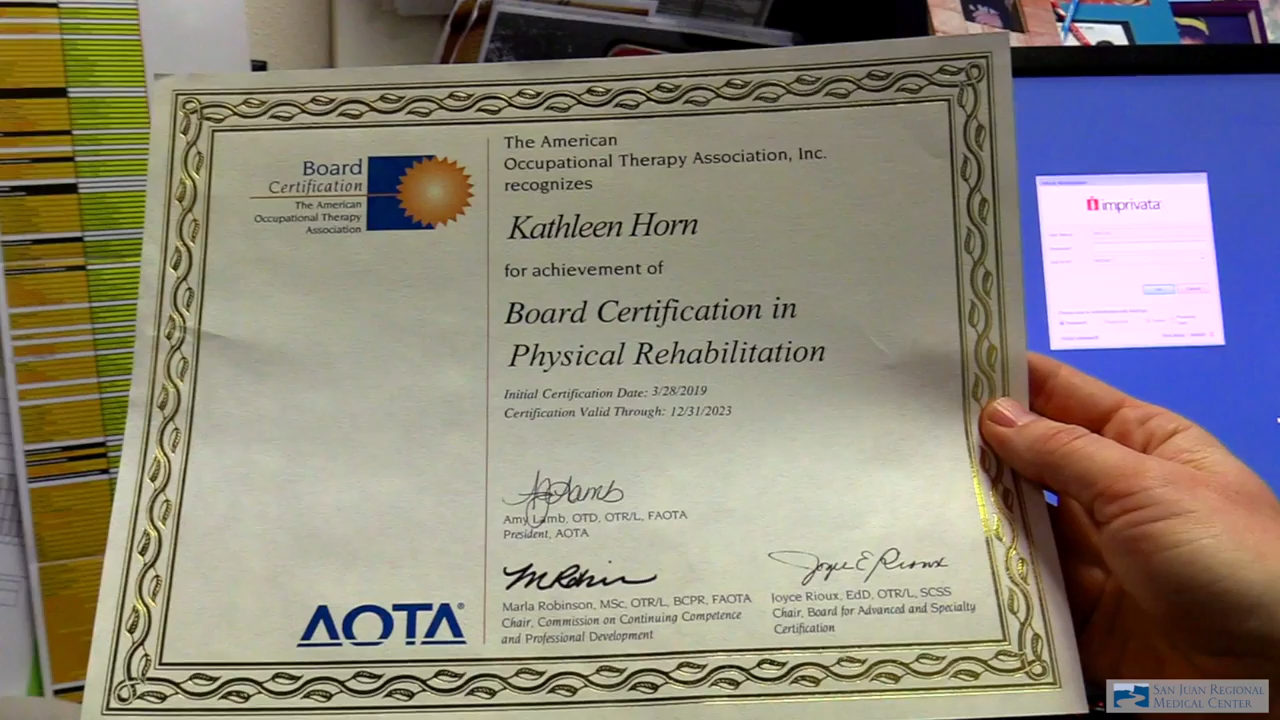 Board
Certification
The American
Occupational Therapy
Association
The American
Occupational Therapy Association, Inc.
recognizes
Kathleen Horn
for achievement of
Board Certification in
Physical Rehabilitation
Initial Certification Date: 3/28/2019
Certification Valid Through: 12/31/2023
Amy Lamb, OTD, OTR/L, FAOTA
President, AOTA
Marla Robinson, MSc, OTR/L, BCPR, FAOTA
Chair, Commission on Continuing Competence
and Professional Development
Joyce Rioux, EdD, OTR/L, SCSS
Chair, Board for Advanced and Specialty
Certification
AOTA®
imprivata
San Juan Regional
Medical Center